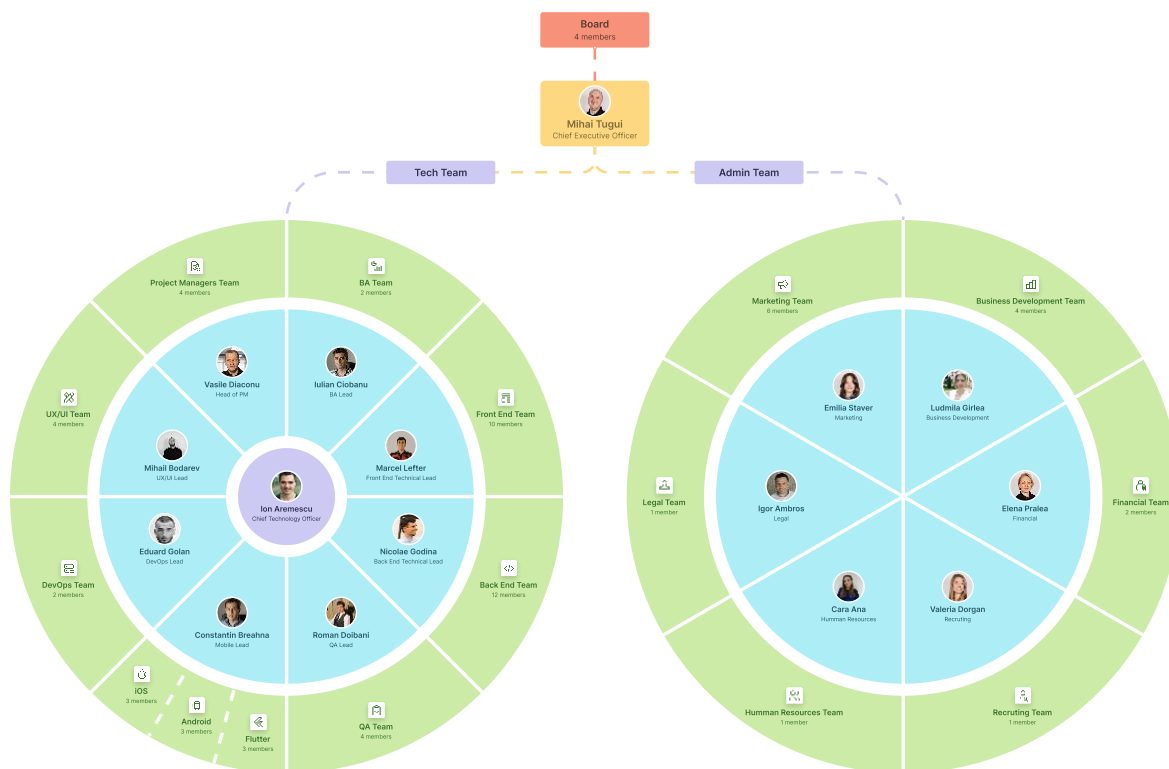 Board
4 members
Mihai Tugui
Chief Executive Officer
Tech Team
Admin Team
Project Managers Team
4 members
BA Team
2 members
UX/UI Team
4 members
Front End Team
10 members
DevOps Team
2 members
Back End Team
12 members
iOS
3 members
Android
3 members
Flutter
3 members
QA Team
4 members
Vasile Diaconu
Head of PM
Iulian Ciobanu
BA Lead
Mihail Bodarev
UX/UI Lead
Marcel Lefter
Front End Technical Lead
Ion Aremescu
Chief Technology Officer
Eduard Golan
DevOps Lead
Nicolae Godina
Back End Technical Lead
Constantin Breahna
Mobile Lead
Roman Doibani
QA Lead
Marketing Team
6 members
Business Development Team
4 members
Legal Team
1 member
Financial Team
2 members
Humman Resources Team
1 member
Recruting Team
1 member
Emilia Staver
Marketing
Ludmila Girlea
Business Development
Igor Ambros
Legal
Elena Pralea
Financial
Cara Ana
Humman Resources
Valeria Dorgan
Recruting